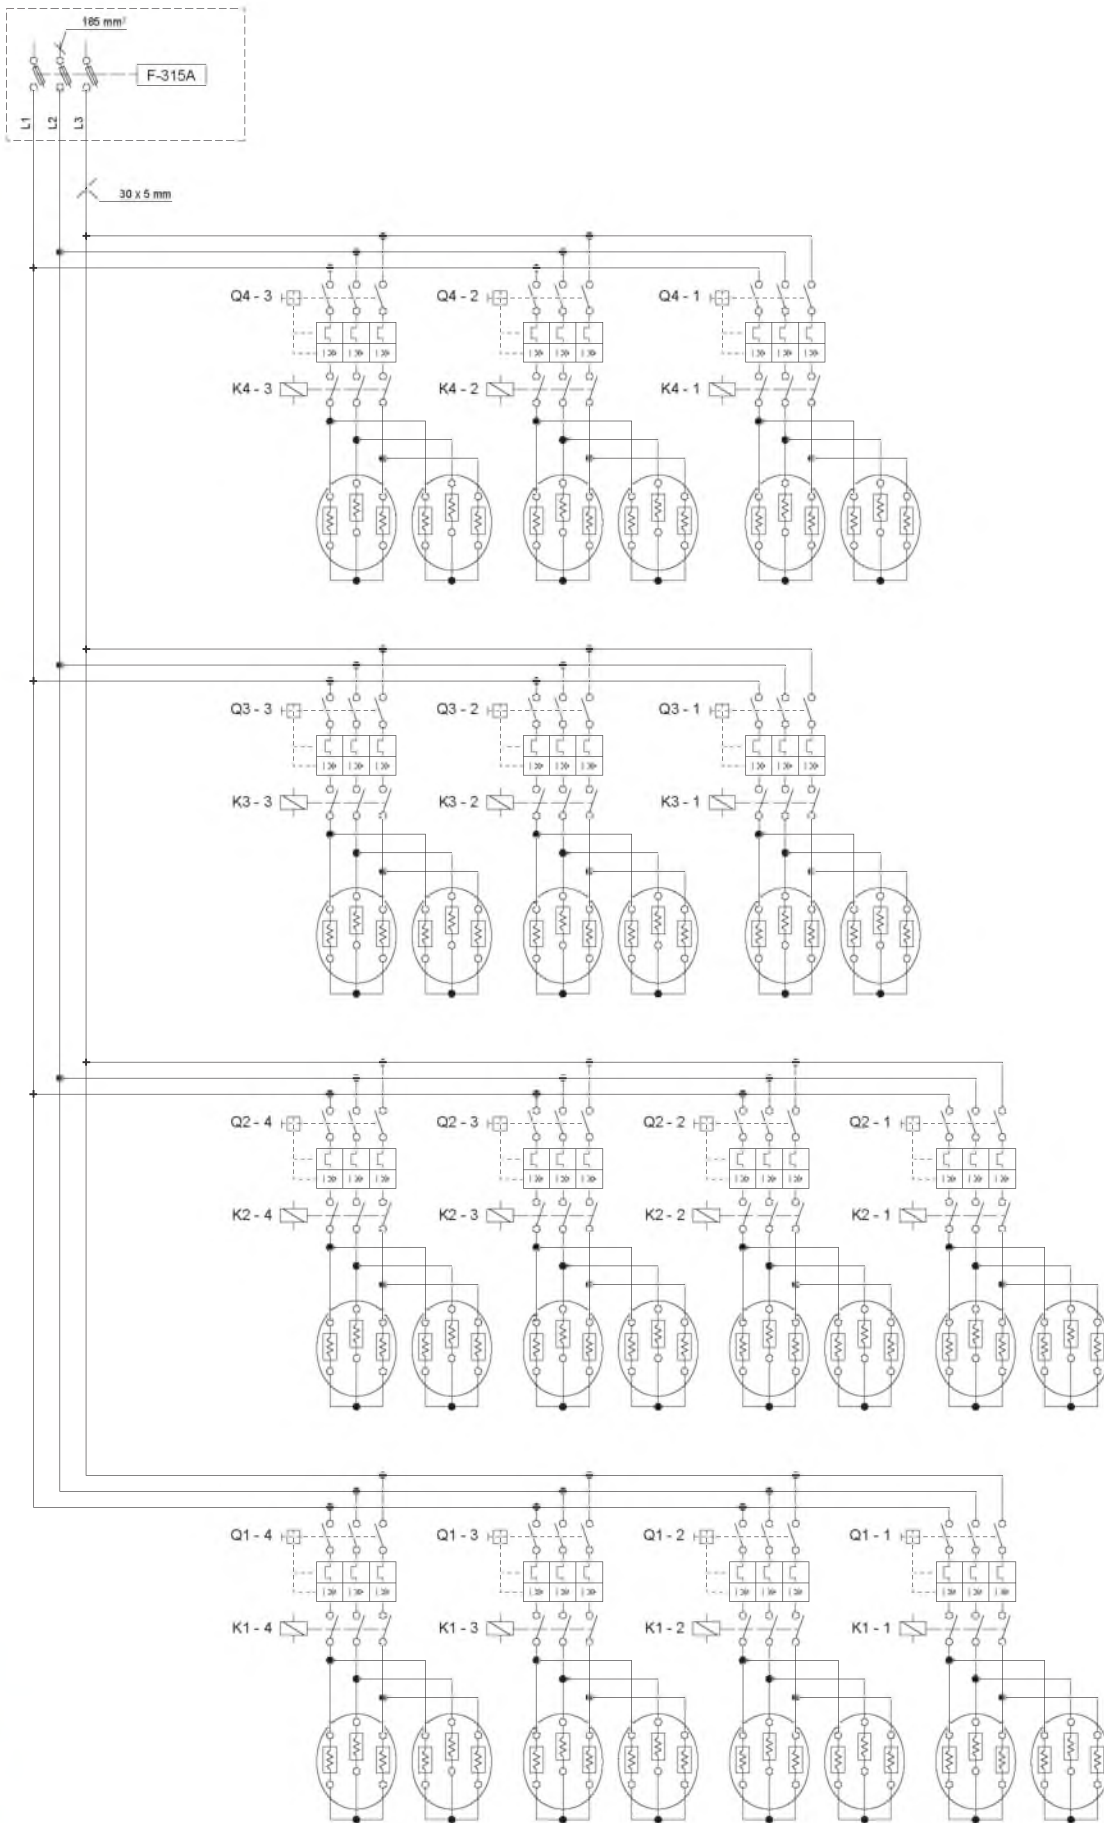 185 mm²
F-315A
L1 L2 L3
30 x 5 mm
Q4 - 3 Q4 - 2 Q4 - 1
I>> I>> I>> I>> I>> I>> I>> I>> I>>
K4 - 3 K4 - 2 K4 - 1
Q3 - 3 Q3 - 2 Q3 - 1
I>> I>> I>> I>> I>> I>> I>> I>> I>>
K3 - 3 K3 - 2 K3 - 1
Q2 - 4 Q2 - 3 Q2 - 2 Q2 - 1
I>> I>> I>> I>> I>> I>> I>> I>> I>> I>> I>> I>>
K2 - 4 K2 - 3 K2 - 2 K2 - 1
Q1 - 4 Q1 - 3 Q1 - 2 Q1 - 1
I>> I>> I>> I>> I>> I>> I>> I>> I>> I>> I>> I>>
K1 - 4 K1 - 3 K1 - 2 K1 - 1